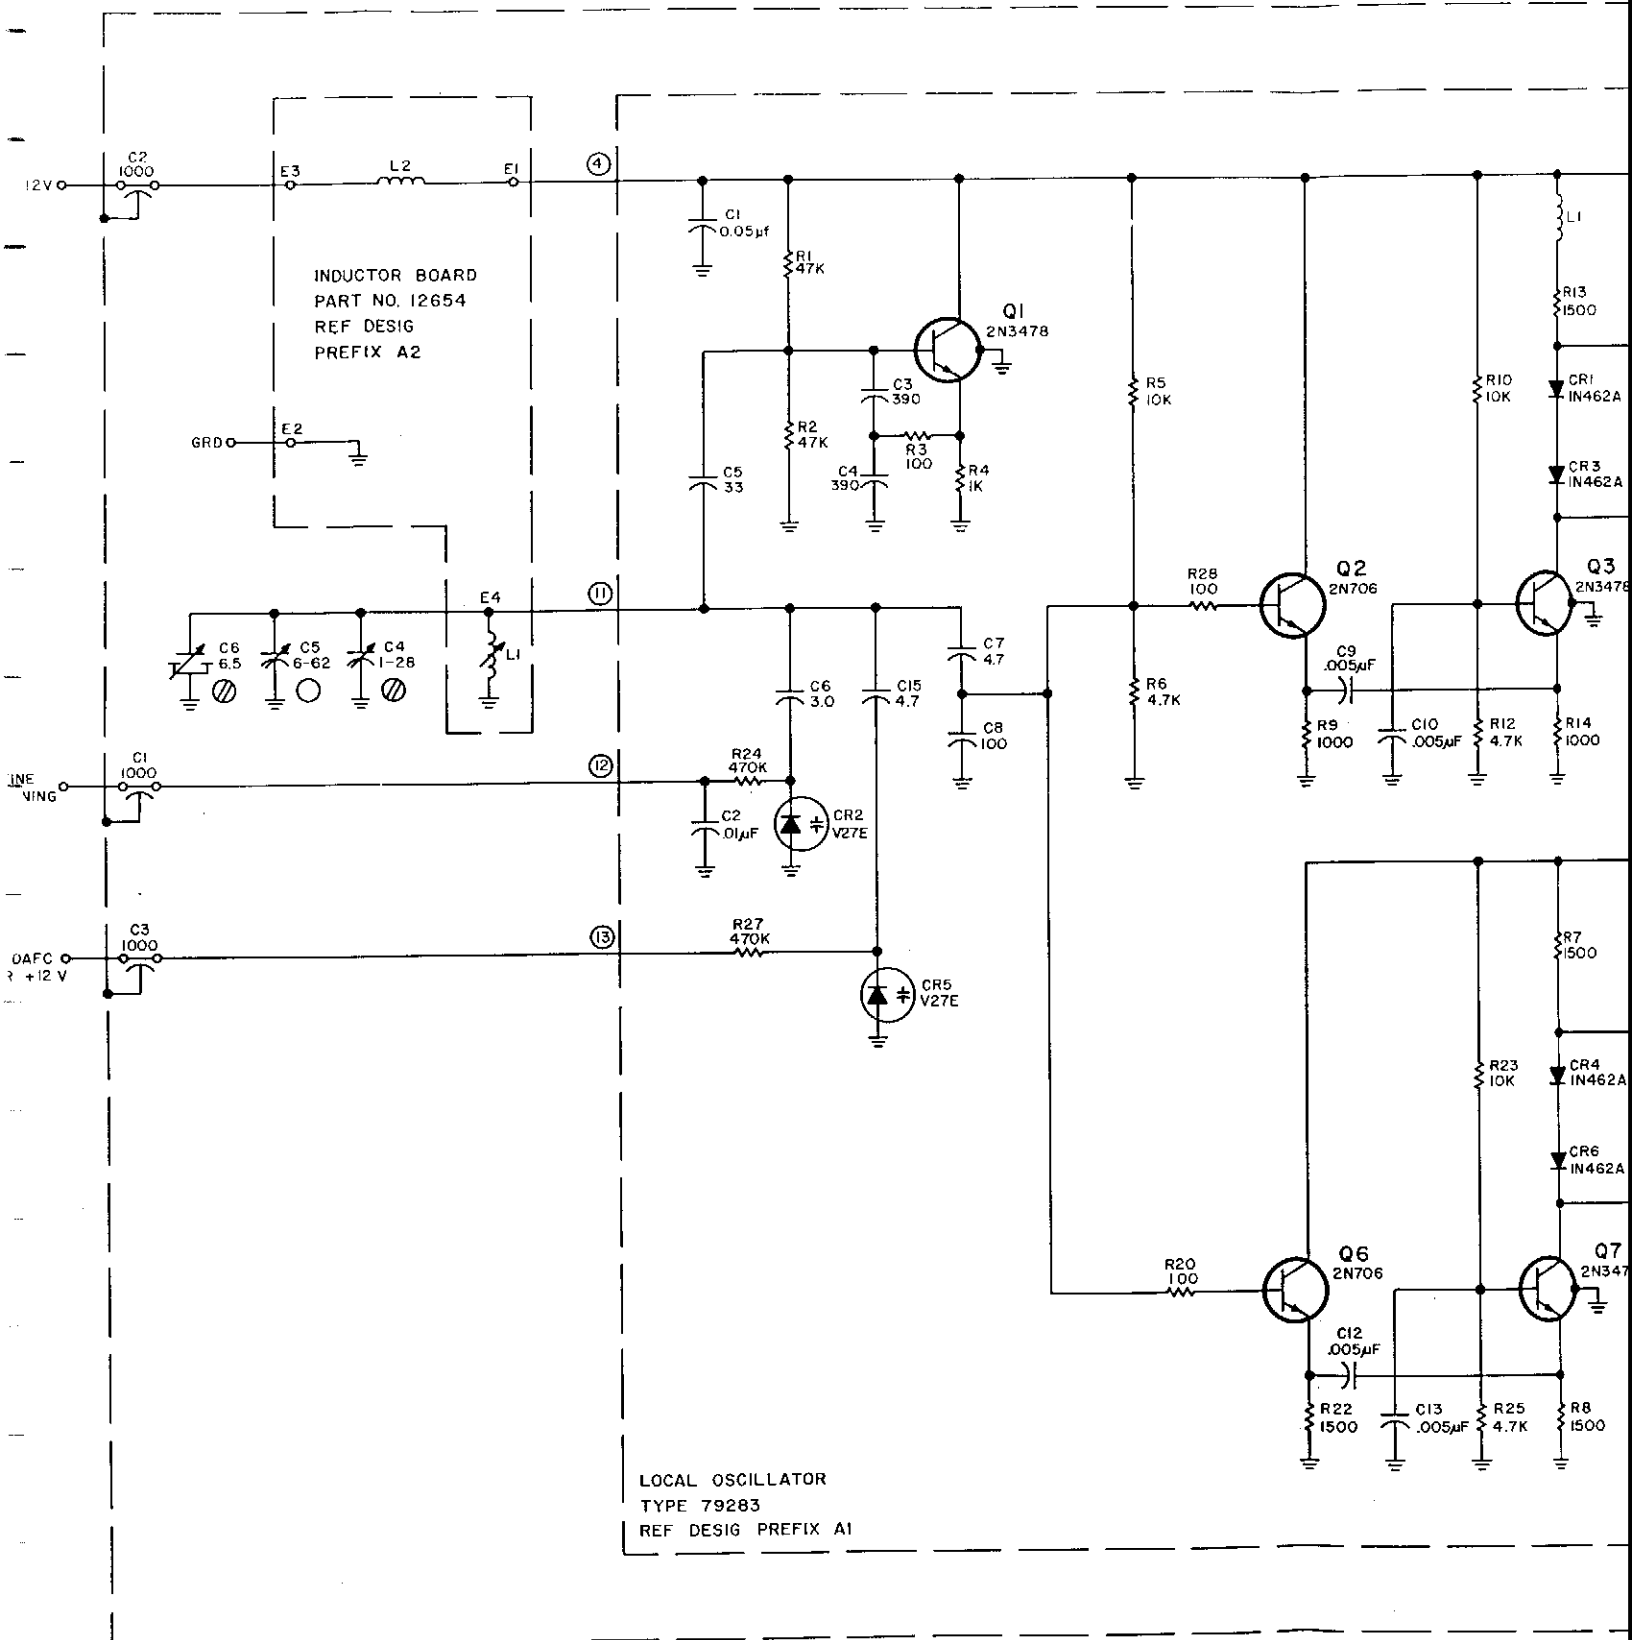 C2
1000
12V
E3
L2
E1
4
C1
0.05µf
R1
47K
L1
R13
1500
INDUCTOR BOARD
PART NO. 12654
REF DESIG
PREFIX A2
Q1
2N3478
C3
390
R5
10K
R10
10K
CR1
IN462A
GRD
E2
R2
47K
R3
100
C4
390
R4
1K
C5
33
CR3
IN462A
11
E4
R28
100
Q2
2N706
Q3
2N3478
C6
6.5
C5
6-62
C4
1-28
L1
C7
4.7
C9
.005µF
C6
3.0
C15
4.7
R6
4.7K
C8
100
R9
1000
C10
.005µF
R12
4.7K
R14
1000
C1
1000
12
R24
470K
C2
.01µF
CR2
V27E
C3
1000
13
R27
470K
R7
1500
+12 V
CR5
V27E
R23
10K
CR4
IN462A
CR6
IN462A
R20
100
Q6
2N706
Q7
2N347
C12
.005µF
R22
1500
C13
.005µF
R25
4.7K
R8
1500
LOCAL OSCILLATOR
TYPE 79283
REF DESIG PREFIX A1